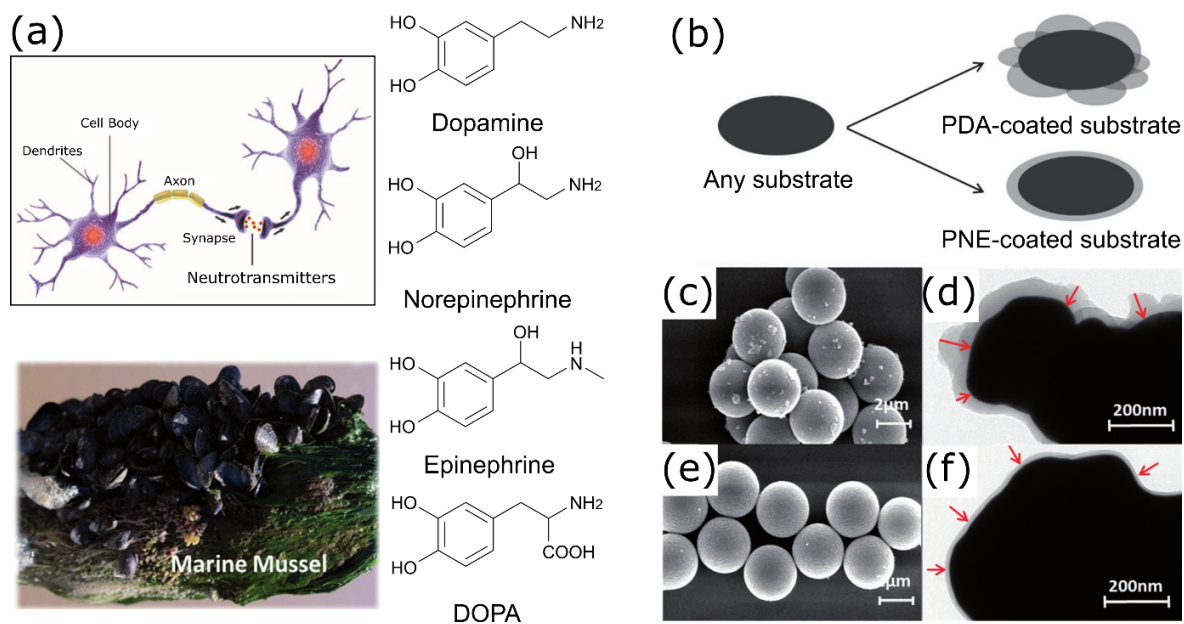 (a)
Cell Body
Dendrites
Axon
Synapse
Neutrotransmitters
Marine Mussel
HO
HO
NH2
Dopamine
OH
HO
HO
NH2
Norepinephrine
OH
HO
HO
H
N
Epinephrine
HO
HO
NH2
COOH
DOPA
(b)
Any substrate
PDA-coated substrate
PNE-coated substrate
(c)
2μm
(d)
200nm
(e)
2μm
(f)
200nm